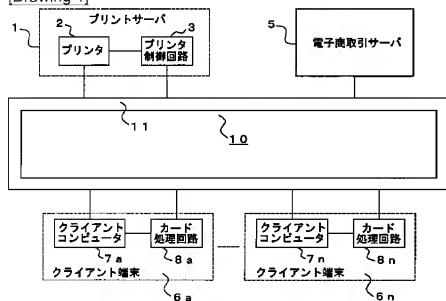 [Drawing 1]
プリントサーバ
1
2
プリンタ
3
プリンタ
制御回路
5
電子商取引サーバ
11
10
クライアント
コンピュータ
7a
カード
処理回路
8a
クライアント端末
6a
クライアント
コンピュータ
7n
カード
処理回路
8n
クライアント端末
6n